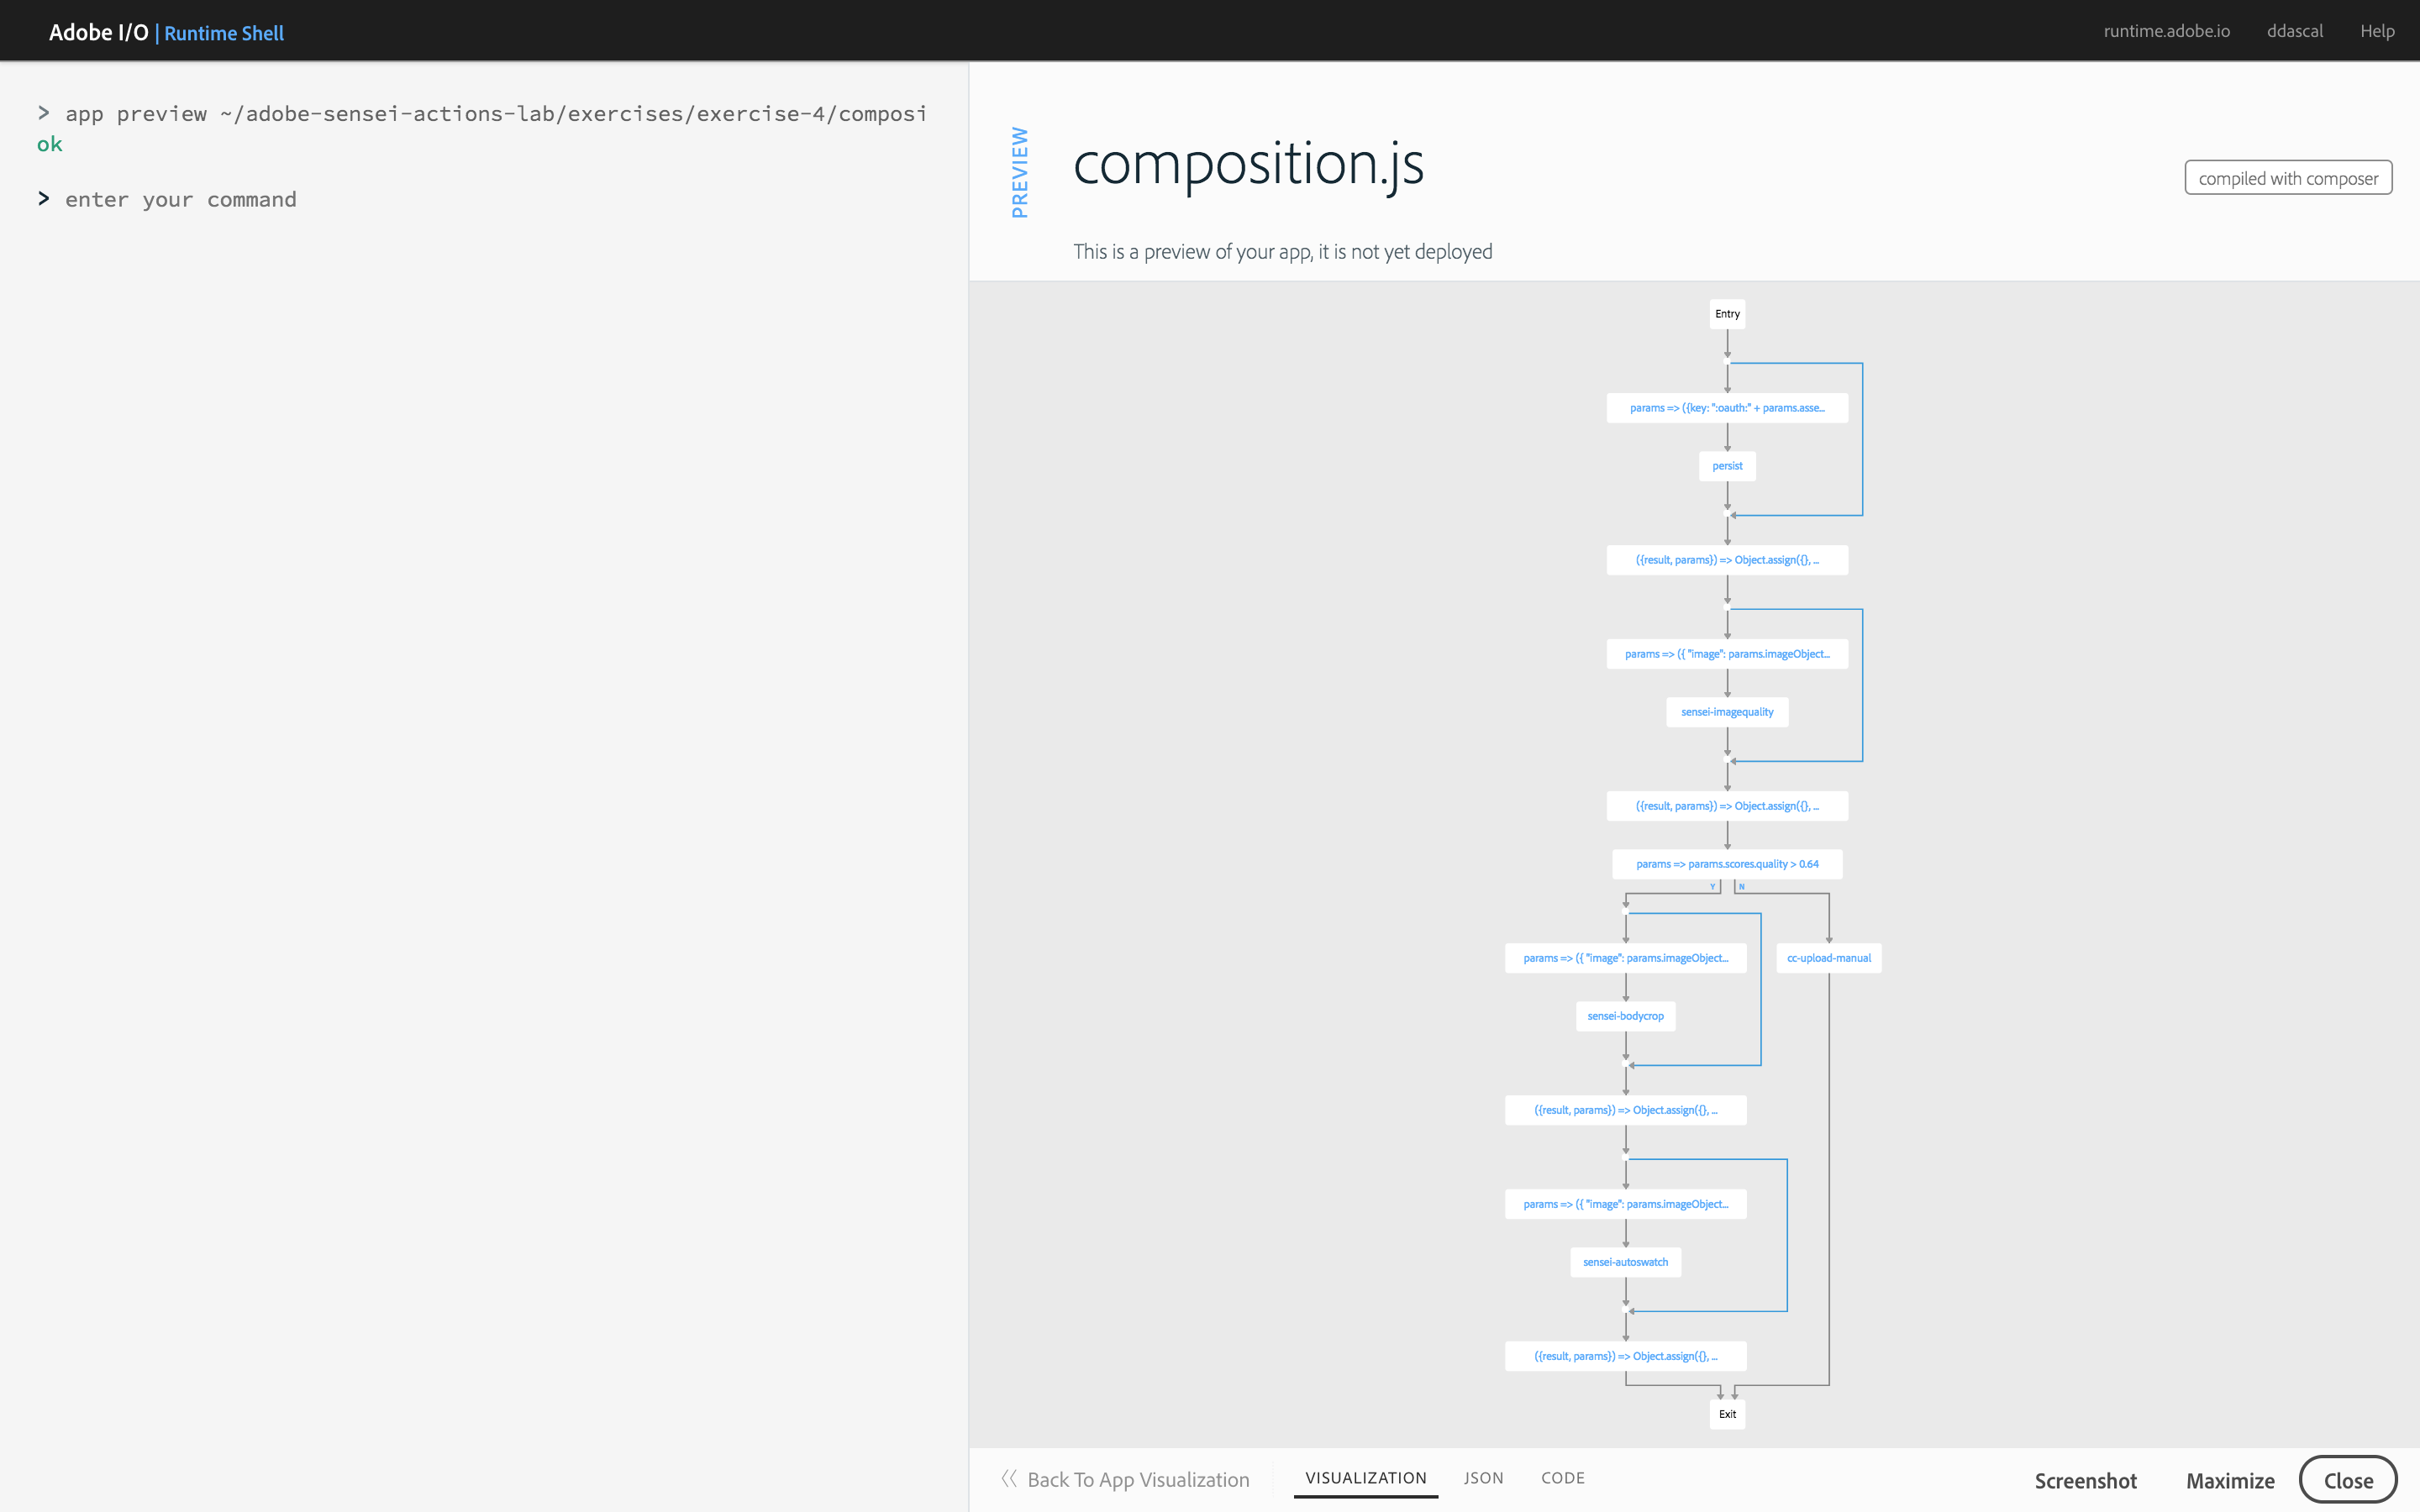 Adobe I/O | Runtime Shell
runtime.adobe.io ddascal Help
> app preview ~/adobe-sensei-actions-lab/exercises/exercise-4/composi
ok
> enter your command
PREVIEW
composition.js
compiled with composer
This is a preview of your app, it is not yet deployed
Entry
params => ({key: ":oauth:" + params.asse...
persist
({result, params}) => Object.assign({}, ...
params => ({ "image": params.imageObject...
sensei-imagequality
({result, params}) => Object.assign({}, ...
params => params.scores.quality > 0.64
Y N
params => ({ "image": params.imageObject...
cc-upload-manual
sensei-bodycrop
({result, params}) => Object.assign({}, ...
params => ({ "image": params.imageObject...
sensei-autoswatch
({result, params}) => Object.assign({}, ...
Exit
Back To App Visualization VISUALIZATION JSON CODE Screenshot Maximize Close